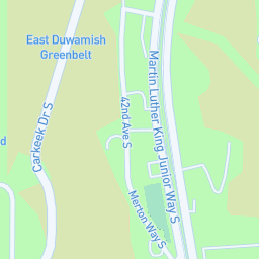 East Duwamish
Greenbelt
Martin Luther King Junior Way S
42nd Ave S
Carkeek Dr S
d
Merton Way S